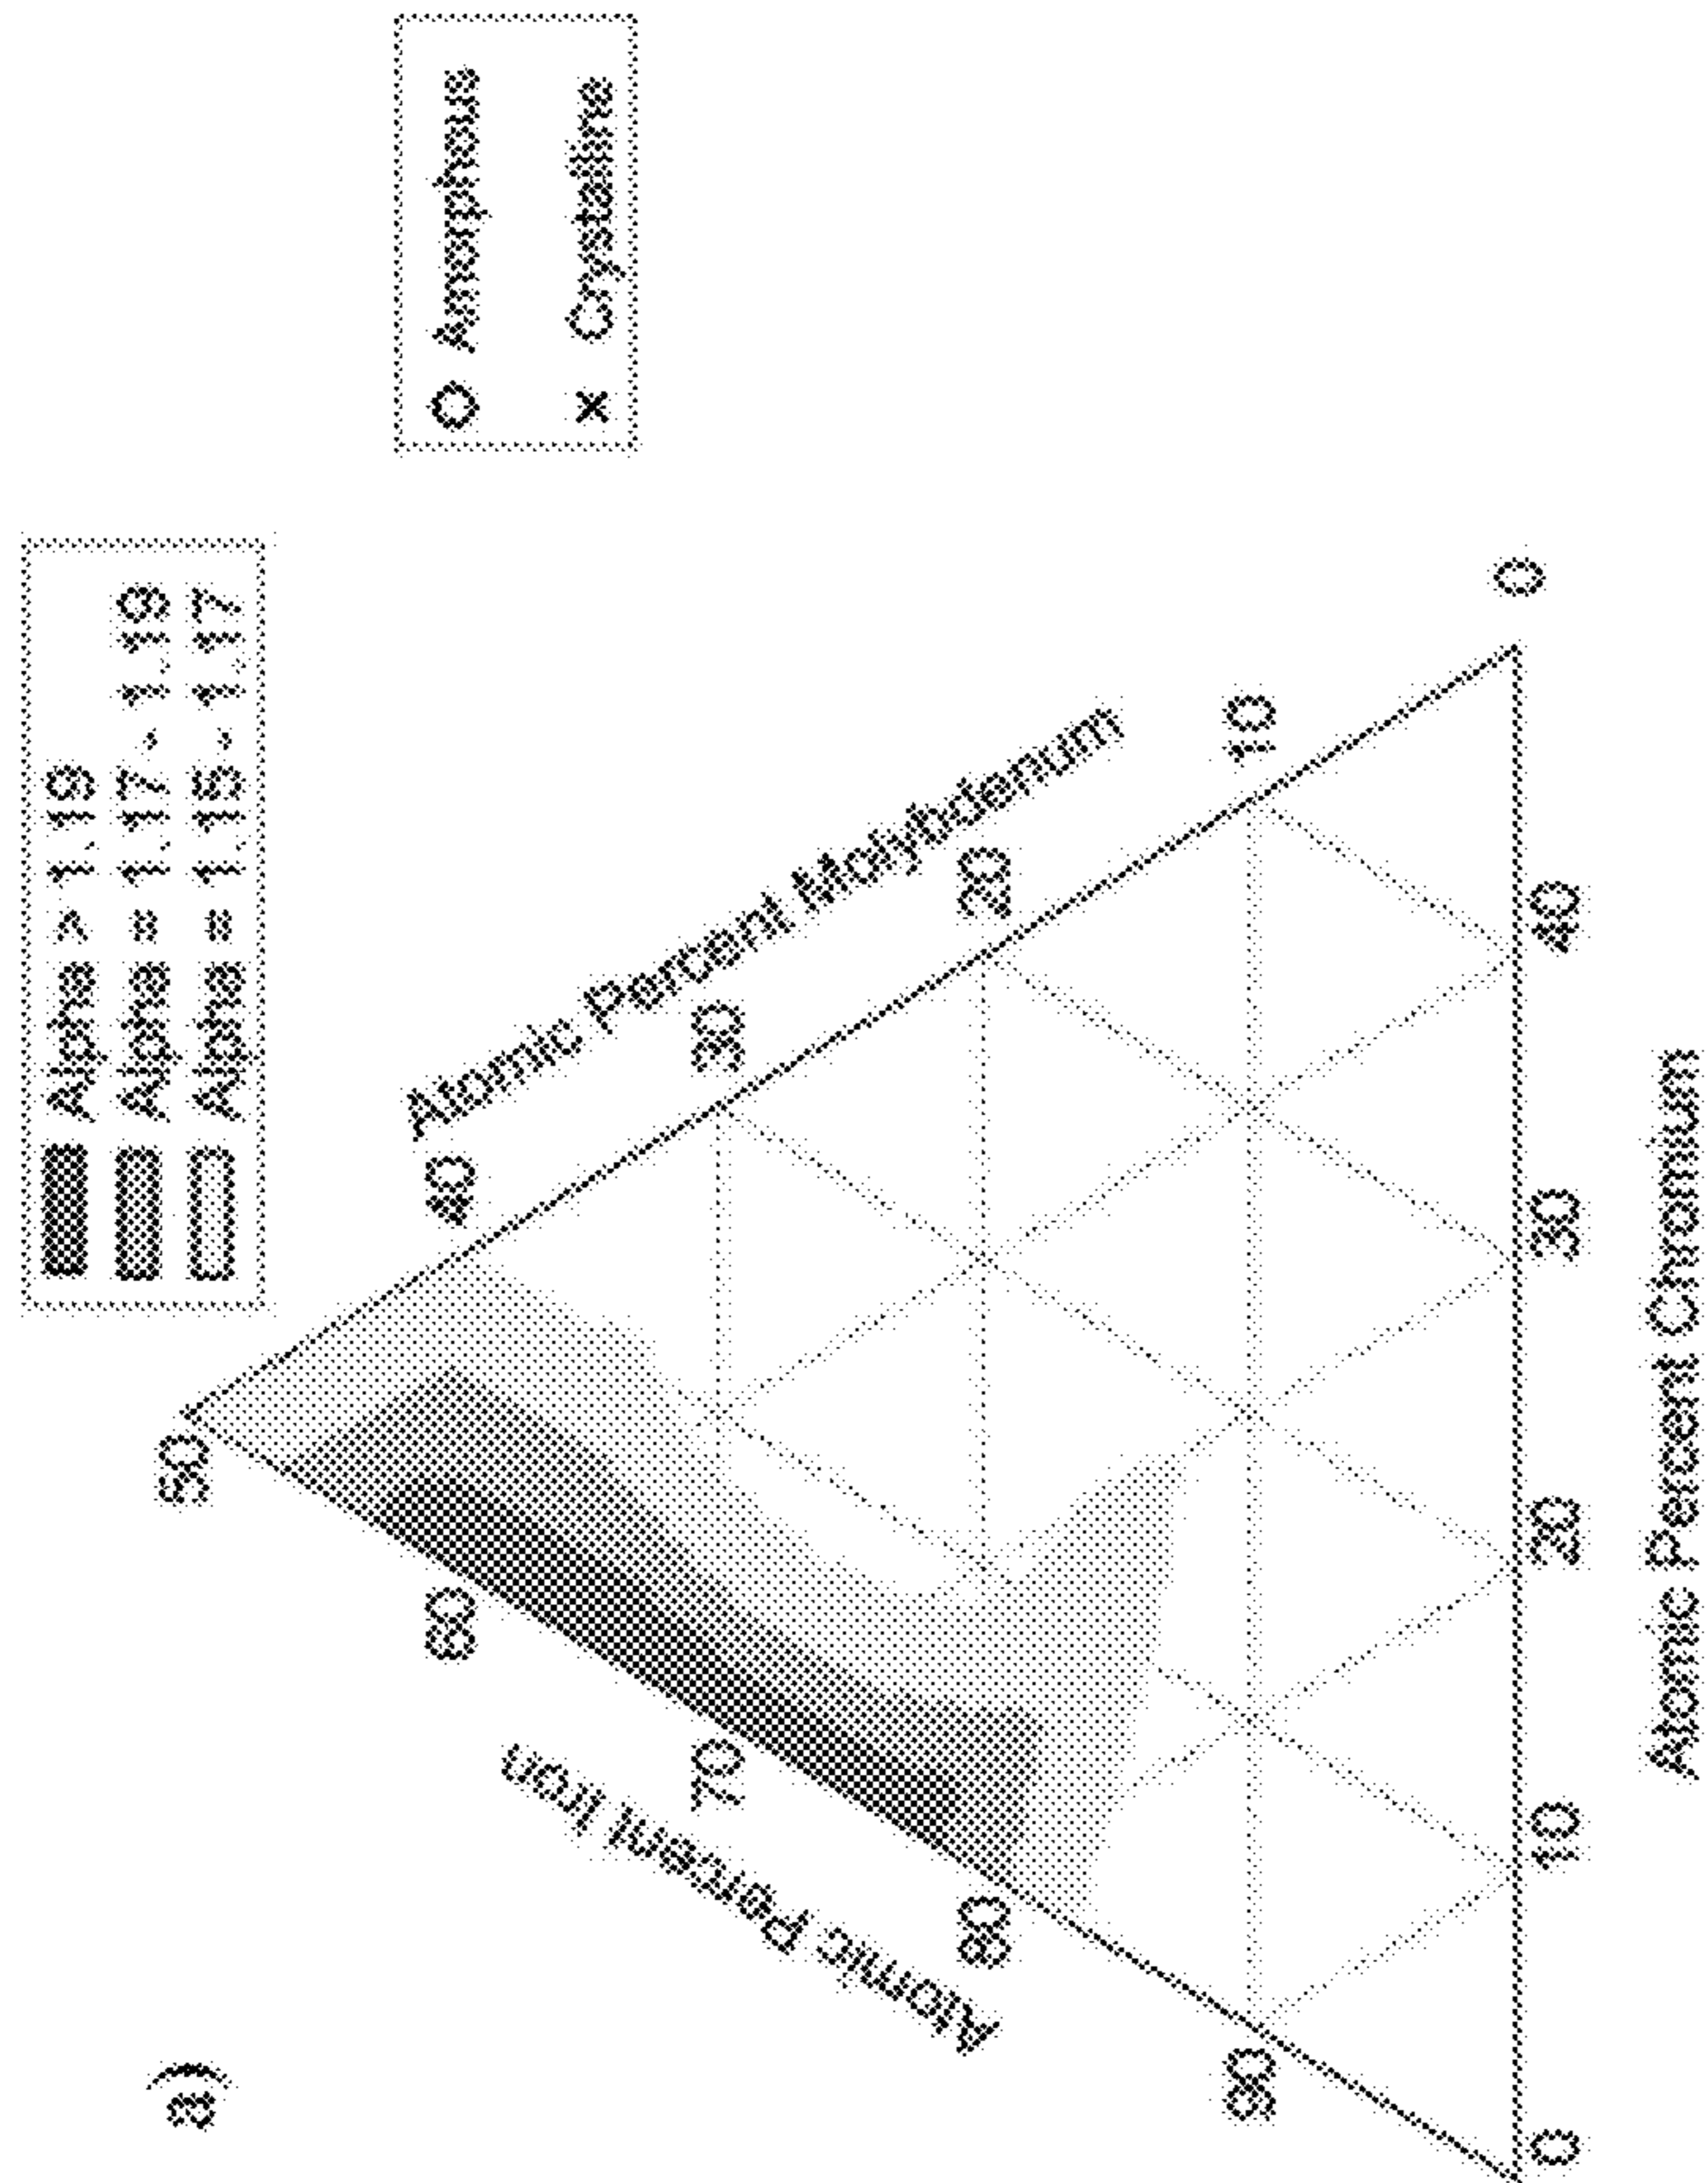 a)
Alpha > 1.19
Alpha = 1.17 - 1.19
Alpha = 1.15 - 1.17
O Amorphous
x Crystalline
Atomic Percent Iron
50
60
70
80
90
Atomic Percent Molybdenum
40
30
20
10
0
0
10
20
30
40
Atomic Percent Chromium